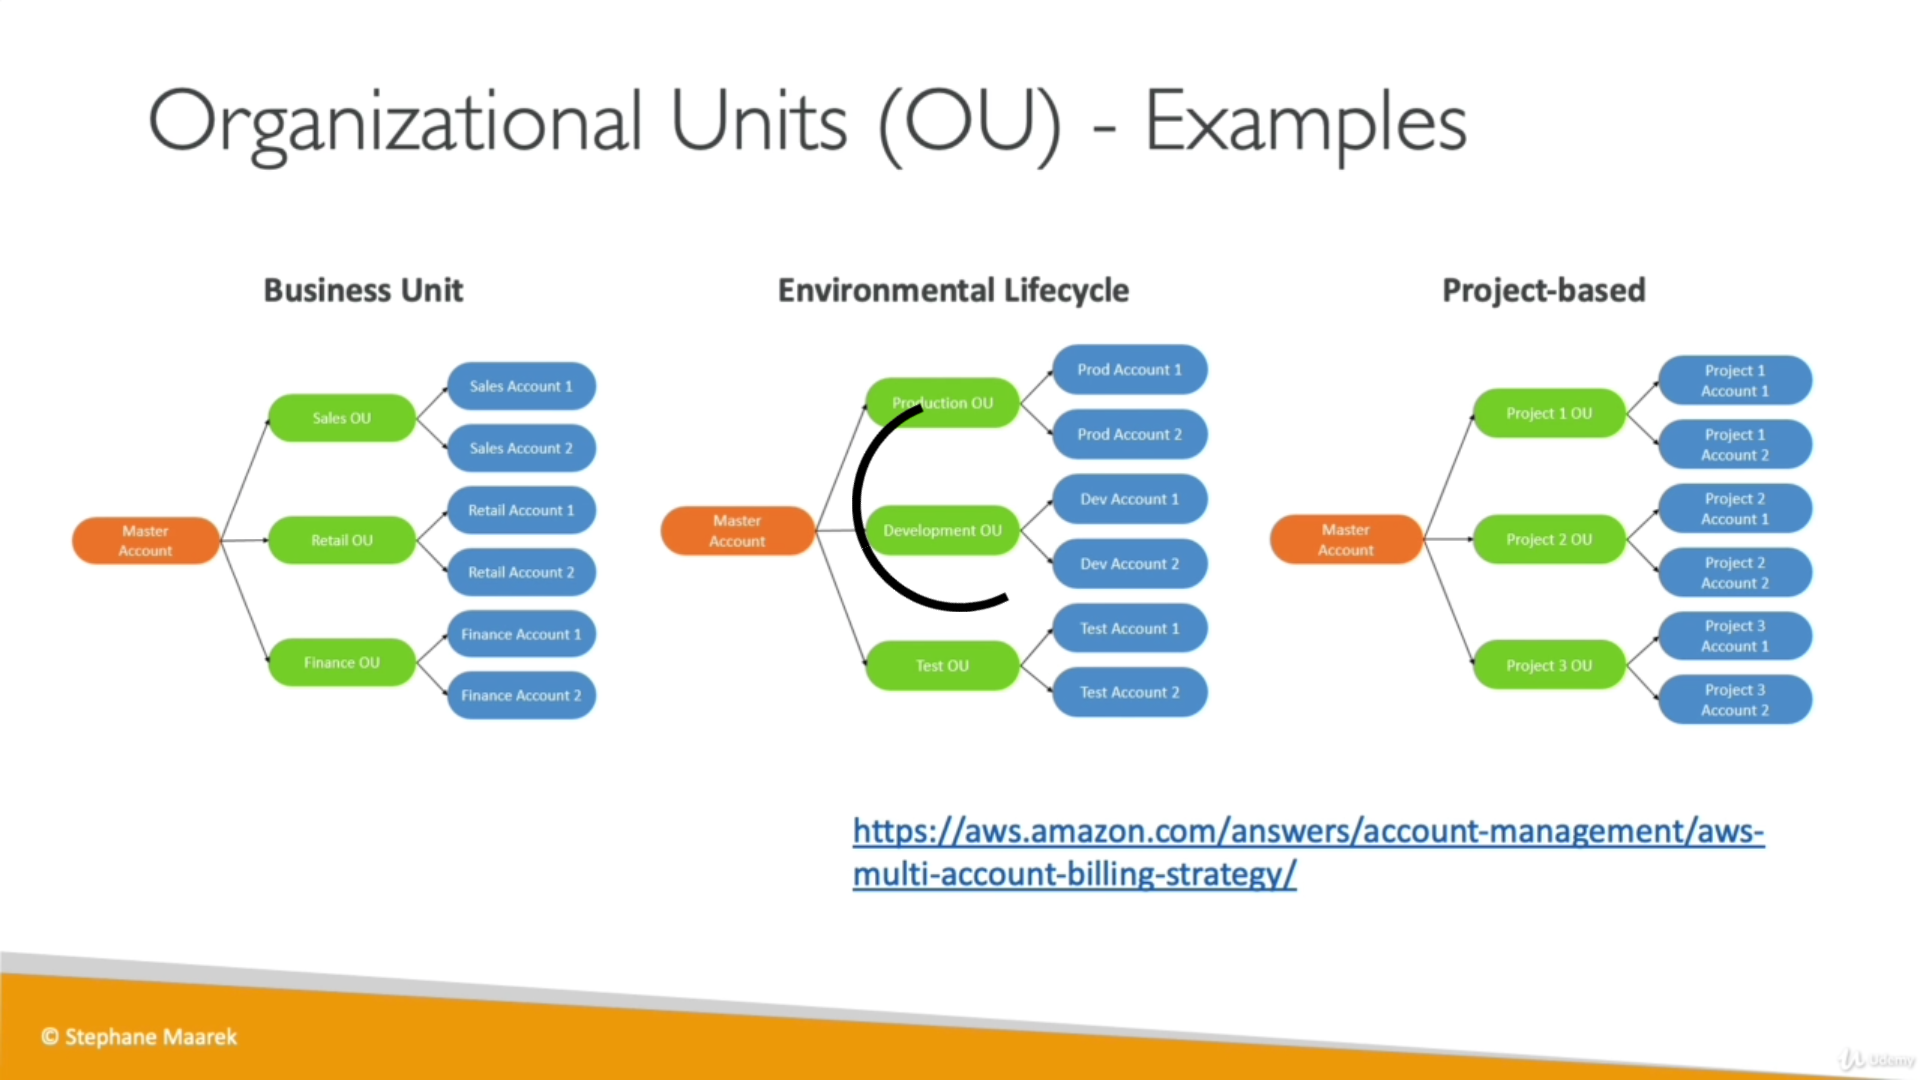 Organizational Units (OU) - Examples
Business Unit
Sales Account 1
Sales OU
Sales Account 2
Retail Account 1
Master
Account
Retail OU
Retail Account 2
Finance Account 1
Finance OU
Finance Account 2
Environmental Lifecycle
Prod Account 1
Production OU
Prod Account 2
Dev Account 1
Master
Account
Development OU
Dev Account 2
Test Account 1
Test OU
Test Account 2
Project-based
Project 1
Account 1
Project 1 OU
Project 1
Account 2
Project 2
Account 1
Master
Account
Project 2 OU
Project 2
Account 2
Project 3
Account 1
Project 3 OU
Project 3
Account 2
https://aws.amazon.com/answers/account-management/aws-
multi-account-billing-strategy/
© Stephane Maarek
Udemy